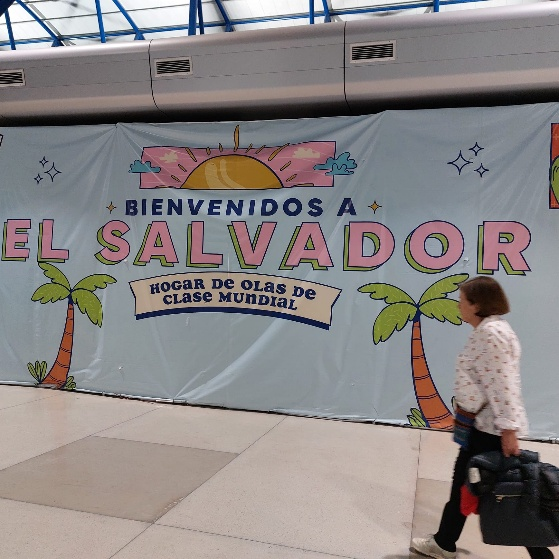 BIENVENIDOS A
EL SALVADOR
HOGAR DE OLAS DE
CLASE MUNDIAL